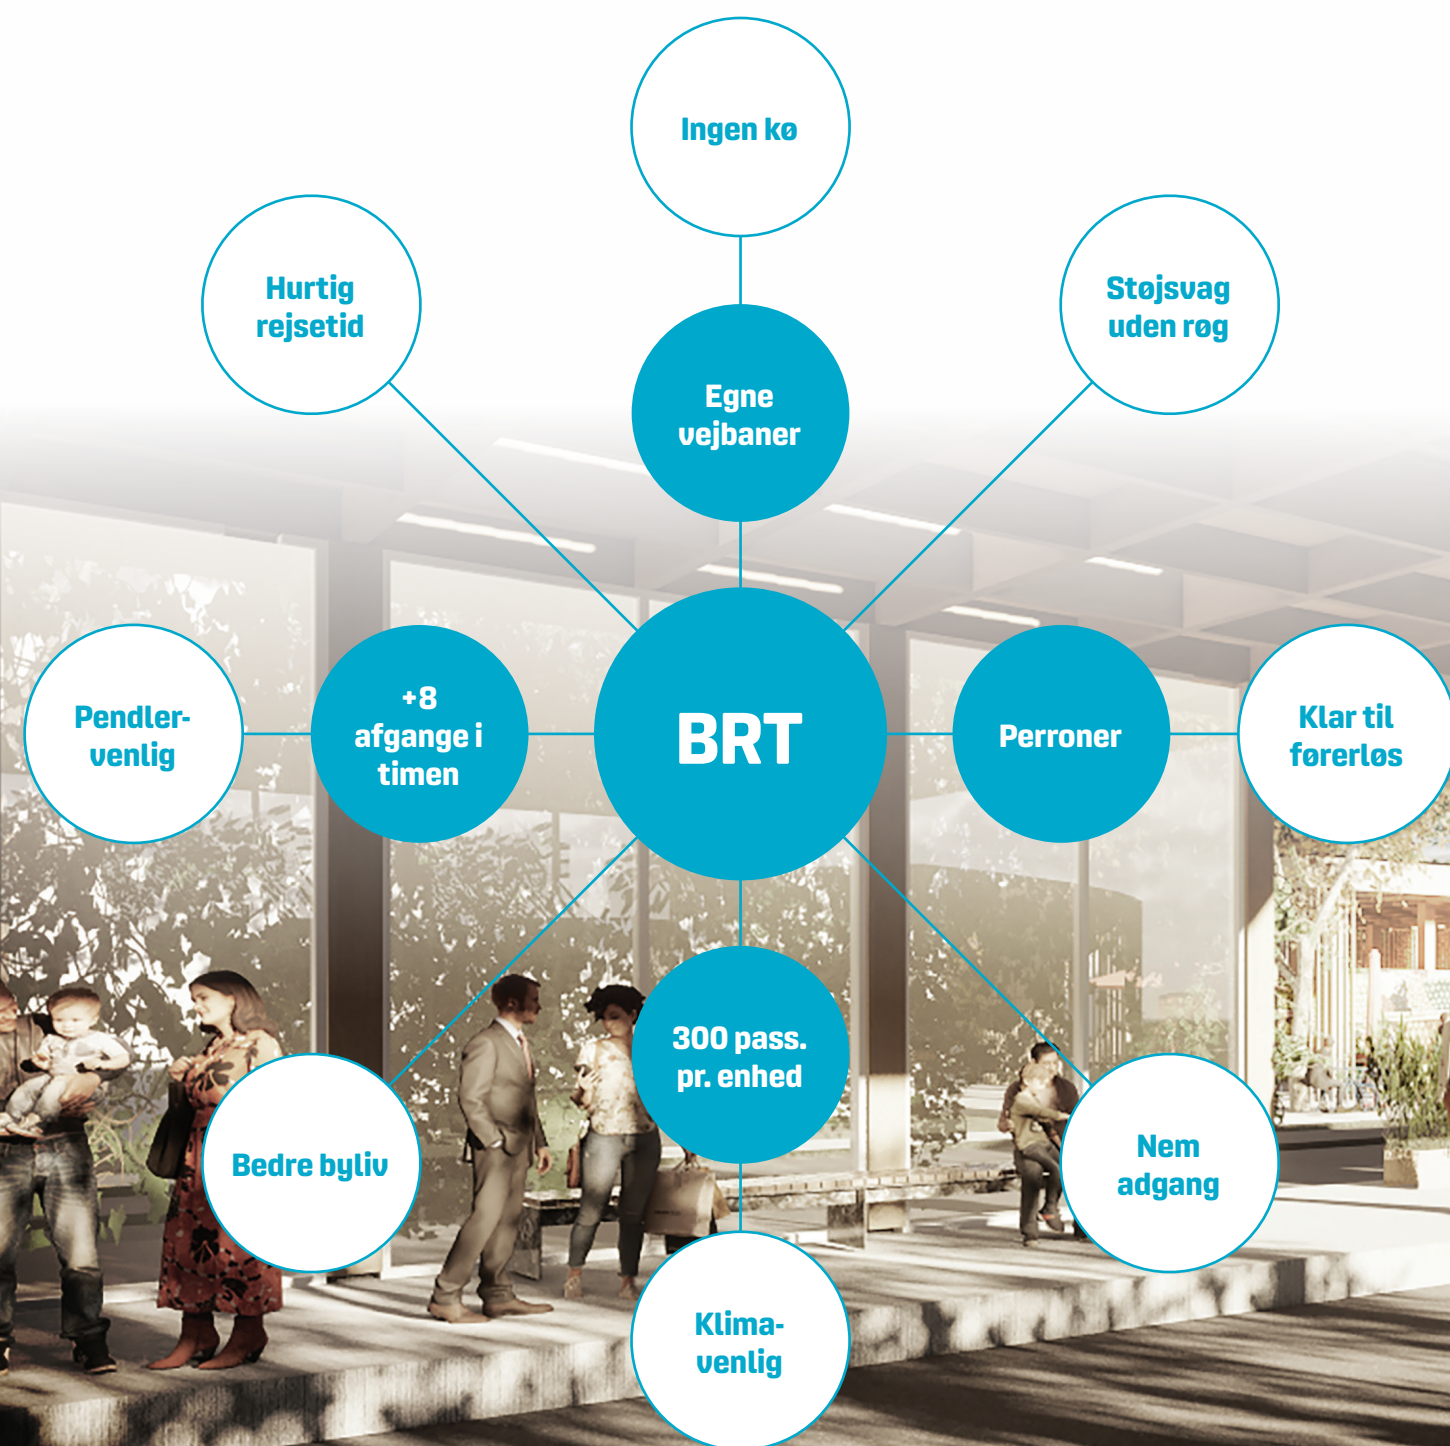 Ingen kø
Hurtig
rejsetid
Støjsvag
uden røg
Egne
vejbaner
Pendler-
venlig
+8
afgange i
timen
BRT
Perroner
Klar til
førerløs
300 pass.
pr. enhed
Bedre byliv
Nem
adgang
Klima-
venlig